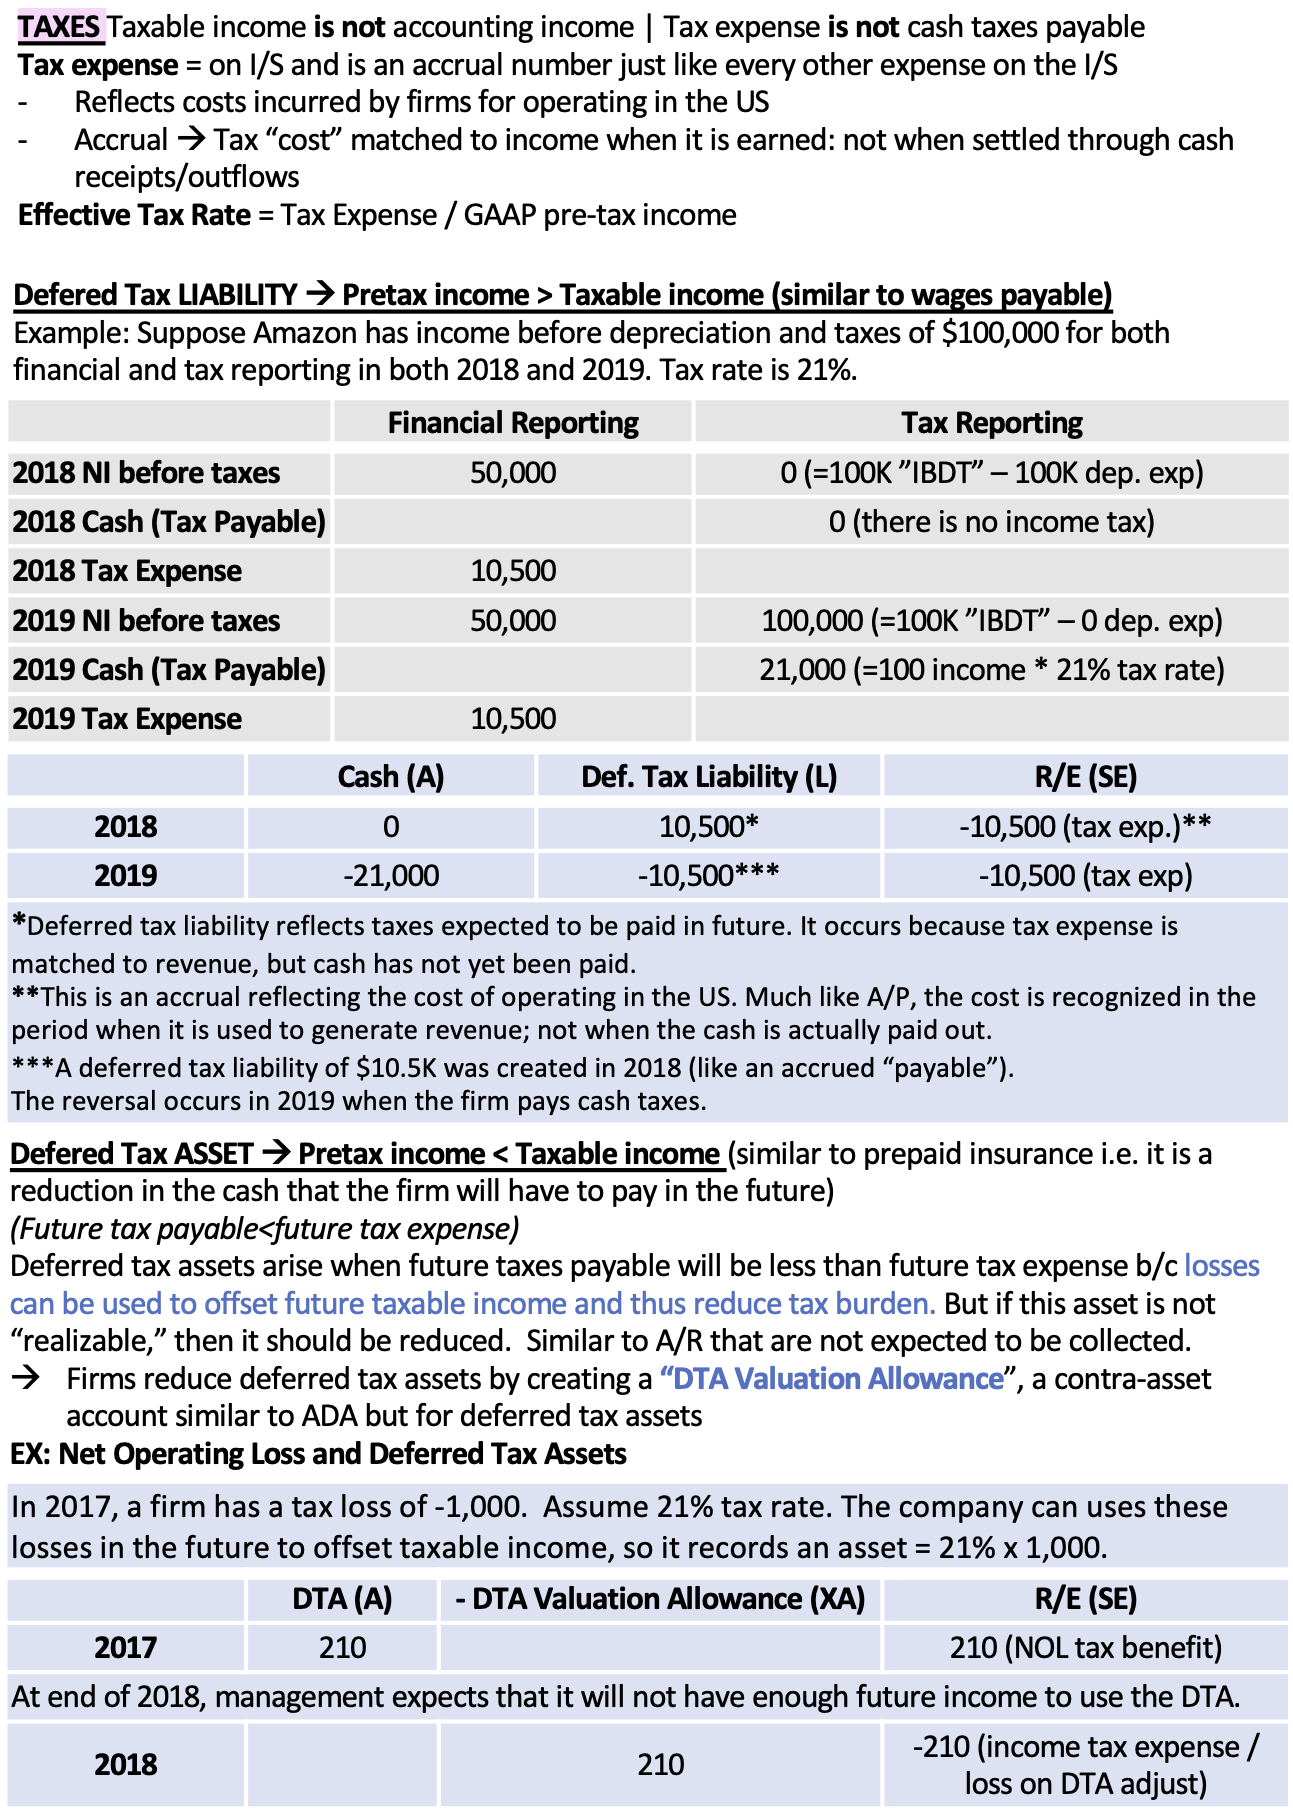 TAXES Taxable income is not accounting income | Tax expense is not cash taxes payable
Tax expense = on I/S and is an accrual number just like every other expense on the I/S
- Reflects costs incurred by firms for operating in the US
- Accrual → Tax “cost” matched to income when it is earned: not when settled through cash
receipts/outflows
Effective Tax Rate = Tax Expense / GAAP pre-tax income
Defered Tax LIABILITY → Pretax income > Taxable income (similar to wages payable)
Example: Suppose Amazon has income before depreciation and taxes of $100,000 for both
financial and tax reporting in both 2018 and 2019. Tax rate is 21%.
Financial Reporting Tax Reporting
2018 NI before taxes 50,000 0 (=100K ”IBDT” – 100K dep. exp)
2018 Cash (Tax Payable) 0 (there is no income tax)
2018 Tax Expense 10,500
2019 NI before taxes 50,000 100,000 (=100K ”IBDT” – 0 dep. exp)
2019 Cash (Tax Payable) 21,000 (=100 income * 21% tax rate)
2019 Tax Expense 10,500
Cash (A) Def. Tax Liability (L) R/E (SE)
2018 0 10,500* -10,500 (tax exp.)**
2019 -21,000 -10,500*** -10,500 (tax exp)
*Deferred tax liability reflects taxes expected to be paid in future. It occurs because tax expense is
matched to revenue, but cash has not yet been paid.
**This is an accrual reflecting the cost of operating in the US. Much like A/P, the cost is recognized in the
period when it is used to generate revenue; not when the cash is actually paid out.
***A deferred tax liability of $10.5K was created in 2018 (like an accrued “payable”).
The reversal occurs in 2019 when the firm pays cash taxes.
Defered Tax ASSET → Pretax income < Taxable income (similar to prepaid insurance i.e. it is a
reduction in the cash that the firm will have to pay in the future)
(Future tax payable<future tax expense)
Deferred tax assets arise when future taxes payable will be less than future tax expense b/c losses
can be used to offset future taxable income and thus reduce tax burden. But if this asset is not
“realizable,” then it should be reduced. Similar to A/R that are not expected to be collected.
→ Firms reduce deferred tax assets by creating a “DTA Valuation Allowance”, a contra-asset
account similar to ADA but for deferred tax assets
EX: Net Operating Loss and Deferred Tax Assets
In 2017, a firm has a tax loss of -1,000. Assume 21% tax rate. The company can uses these
losses in the future to offset taxable income, so it records an asset = 21% x 1,000.
DTA (A) - DTA Valuation Allowance (XA) R/E (SE)
2017 210 210 (NOL tax benefit)
At end of 2018, management expects that it will not have enough future income to use the DTA.
2018 210 -210 (income tax expense /
loss on DTA adjust)